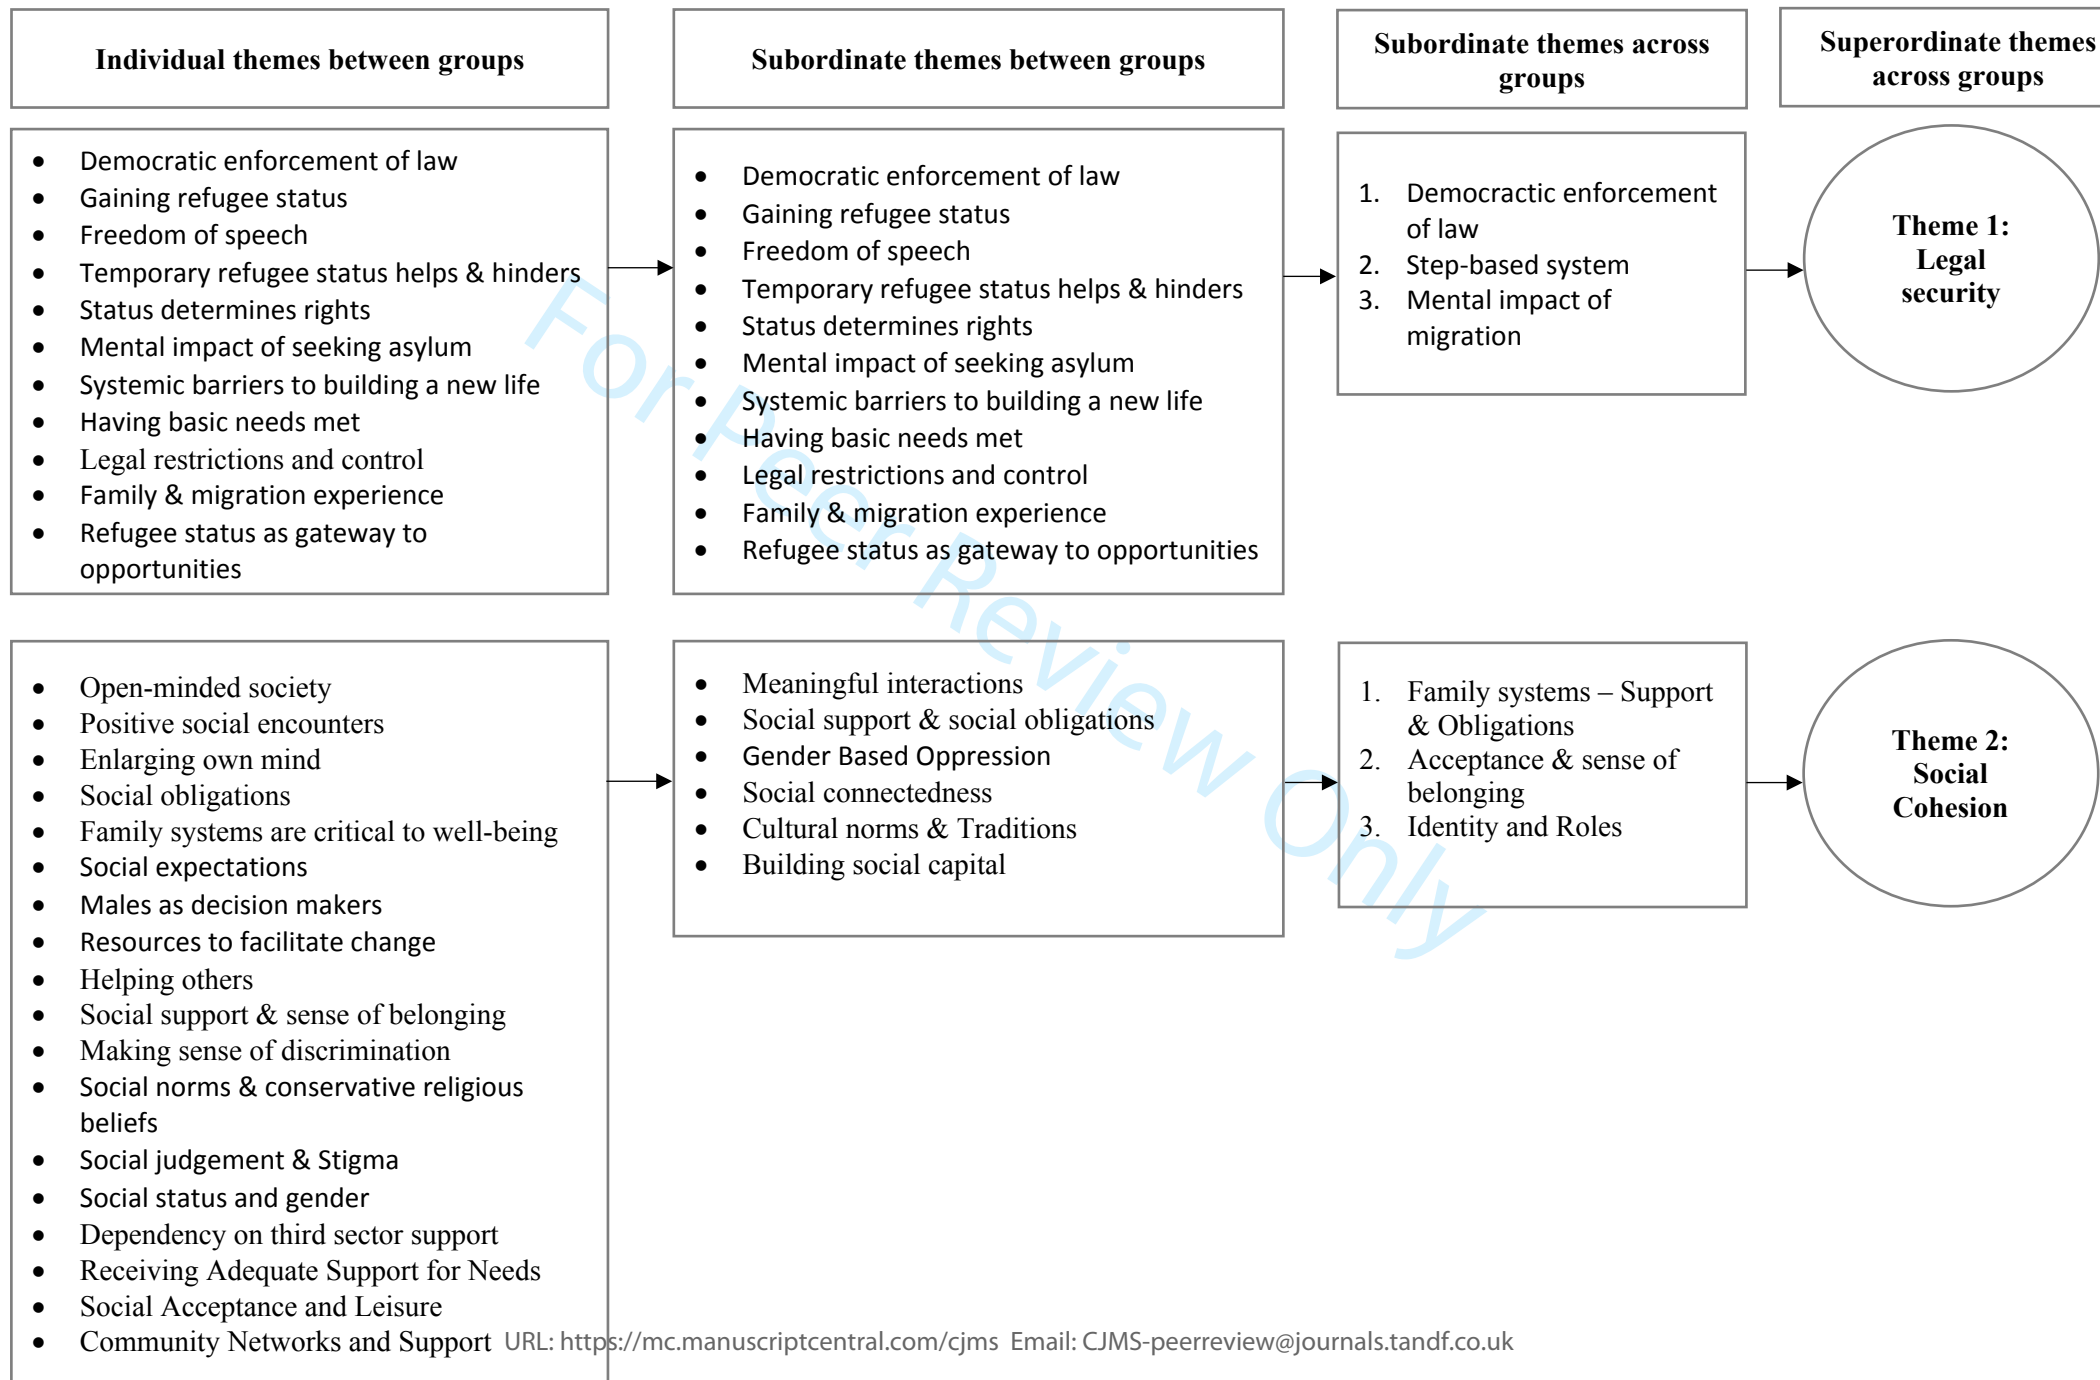 Individual themes between groups
Subordinate themes between groups
Subordinate themes across
groups
Superordinate themes
across groups
• Democratic enforcement of law
• Gaining refugee status
• Freedom of speech
• Temporary refugee status helps & hinders
• Status determines rights
• Mental impact of seeking asylum
• Systemic barriers to building a new life
• Having basic needs met
• Legal restrictions and control
• Family & migration experience
• Refugee status as gateway to
opportunities
• Democratic enforcement of law
• Gaining refugee status
• Freedom of speech
• Temporary refugee status helps & hinders
• Status determines rights
• Mental impact of seeking asylum
• Systemic barriers to building a new life
• Having basic needs met
• Legal restrictions and control
• Family & migration experience
• Refugee status as gateway to opportunities
1. Democractic enforcement
of law
2. Step-based system
3. Mental impact of
migration
Theme 1:
Legal
security
• Open-minded society
• Positive social encounters
• Enlarging own mind
• Social obligations
• Family systems are critical to well-being
• Social expectations
• Males as decision makers
• Resources to facilitate change
• Helping others
• Social support & sense of belonging
• Making sense of discrimination
• Social norms & conservative religious
beliefs
• Social judgement & Stigma
• Social status and gender
• Dependency on third sector support
• Receiving Adequate Support for Needs
• Social Acceptance and Leisure
• Community Networks and Support
• Meaningful interactions
• Social support & social obligations
• Gender Based Oppression
• Social connectedness
• Cultural norms & Traditions
• Building social capital
1. Family systems – Support
& Obligations
2. Acceptance & sense of
belonging
3. Identity and Roles
Theme 2:
Social
Cohesion
For Peer Review Only
URL: https://mc.manuscriptcentral.com/cjms Email: CJMS-peerreview@journals.tandf.co.uk